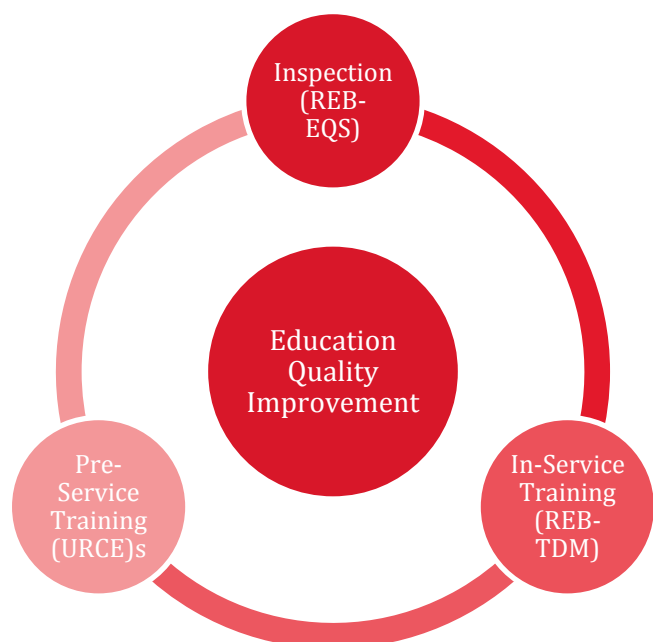 Inspection
(REB-
EQS)
Education
Quality
Improvement
Pre-
Service
Training
(URCE)s
In-Service
Training
(REB-
TDM)